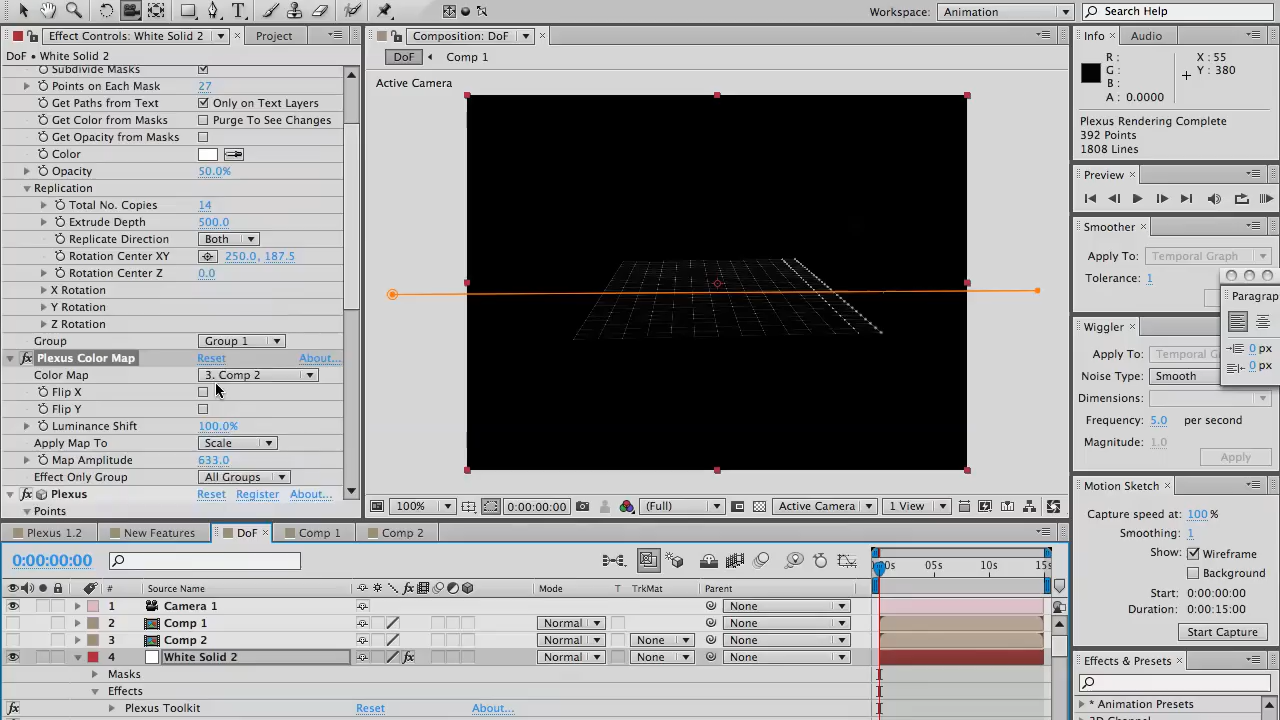 Workspace: Animation
Search Help
Effect Controls: White Solid 2
Project
DoF • White Solid 2
Subdivide Masks
Points on Each Mask 27
Get Paths from Text Only on Text Layers
Get Color from Masks Purge To See Changes
Get Opacity from Masks
Color
Opacity 50.0%
Replication
Total No. Copies 14
Extrude Depth 500.0
Replicate Direction Both
Rotation Center XY 250.0, 187.5
Rotation Center Z 0.0
X Rotation
Y Rotation
Z Rotation
Group Group 1
fx Plexus Color Map Reset About...
Color Map 3. Comp 2
Flip X
Flip Y
Luminance Shift 100.0%
Apply Map To Scale
Map Amplitude 633.0
Effect Only Group All Groups
Plexus Reset Register About...
Points
Composition: DoF
DoF Comp 1
Active Camera
100% 0:00:00:00 (Full) Active Camera 1 View
Info Audio
R : X : 55
G : Y : 380
B :
A : 0.0000
Plexus Rendering Complete
392 Points
1808 Lines
Preview
Smoother
Apply To: Temporal Graph
Tolerance: 1
Paragrap
0 px
0 px
Wiggler
Apply To: Temporal Gra
Noise Type: Smooth
Dimensions:
Frequency: 5.0 per second
Magnitude: 1.0
Apply
Motion Sketch
Capture speed at: 100 %
Smoothing: 1
Show: Wireframe
Background
Start: 0:00:00:00
Duration: 0:00:15:00
Start Capture
Effects & Presets
* Animation Presets
Plexus 1.2 New Features DoF Comp 1 Comp 2
0:00:00:00
05s 10s 15s
# Source Name fx Mode T TrkMat Parent
1 Camera 1 None
2 Comp 1 Normal None
3 Comp 2 Normal None None
4 White Solid 2 fx Normal None None
Masks
Effects
fx Plexus Toolkit Reset About...